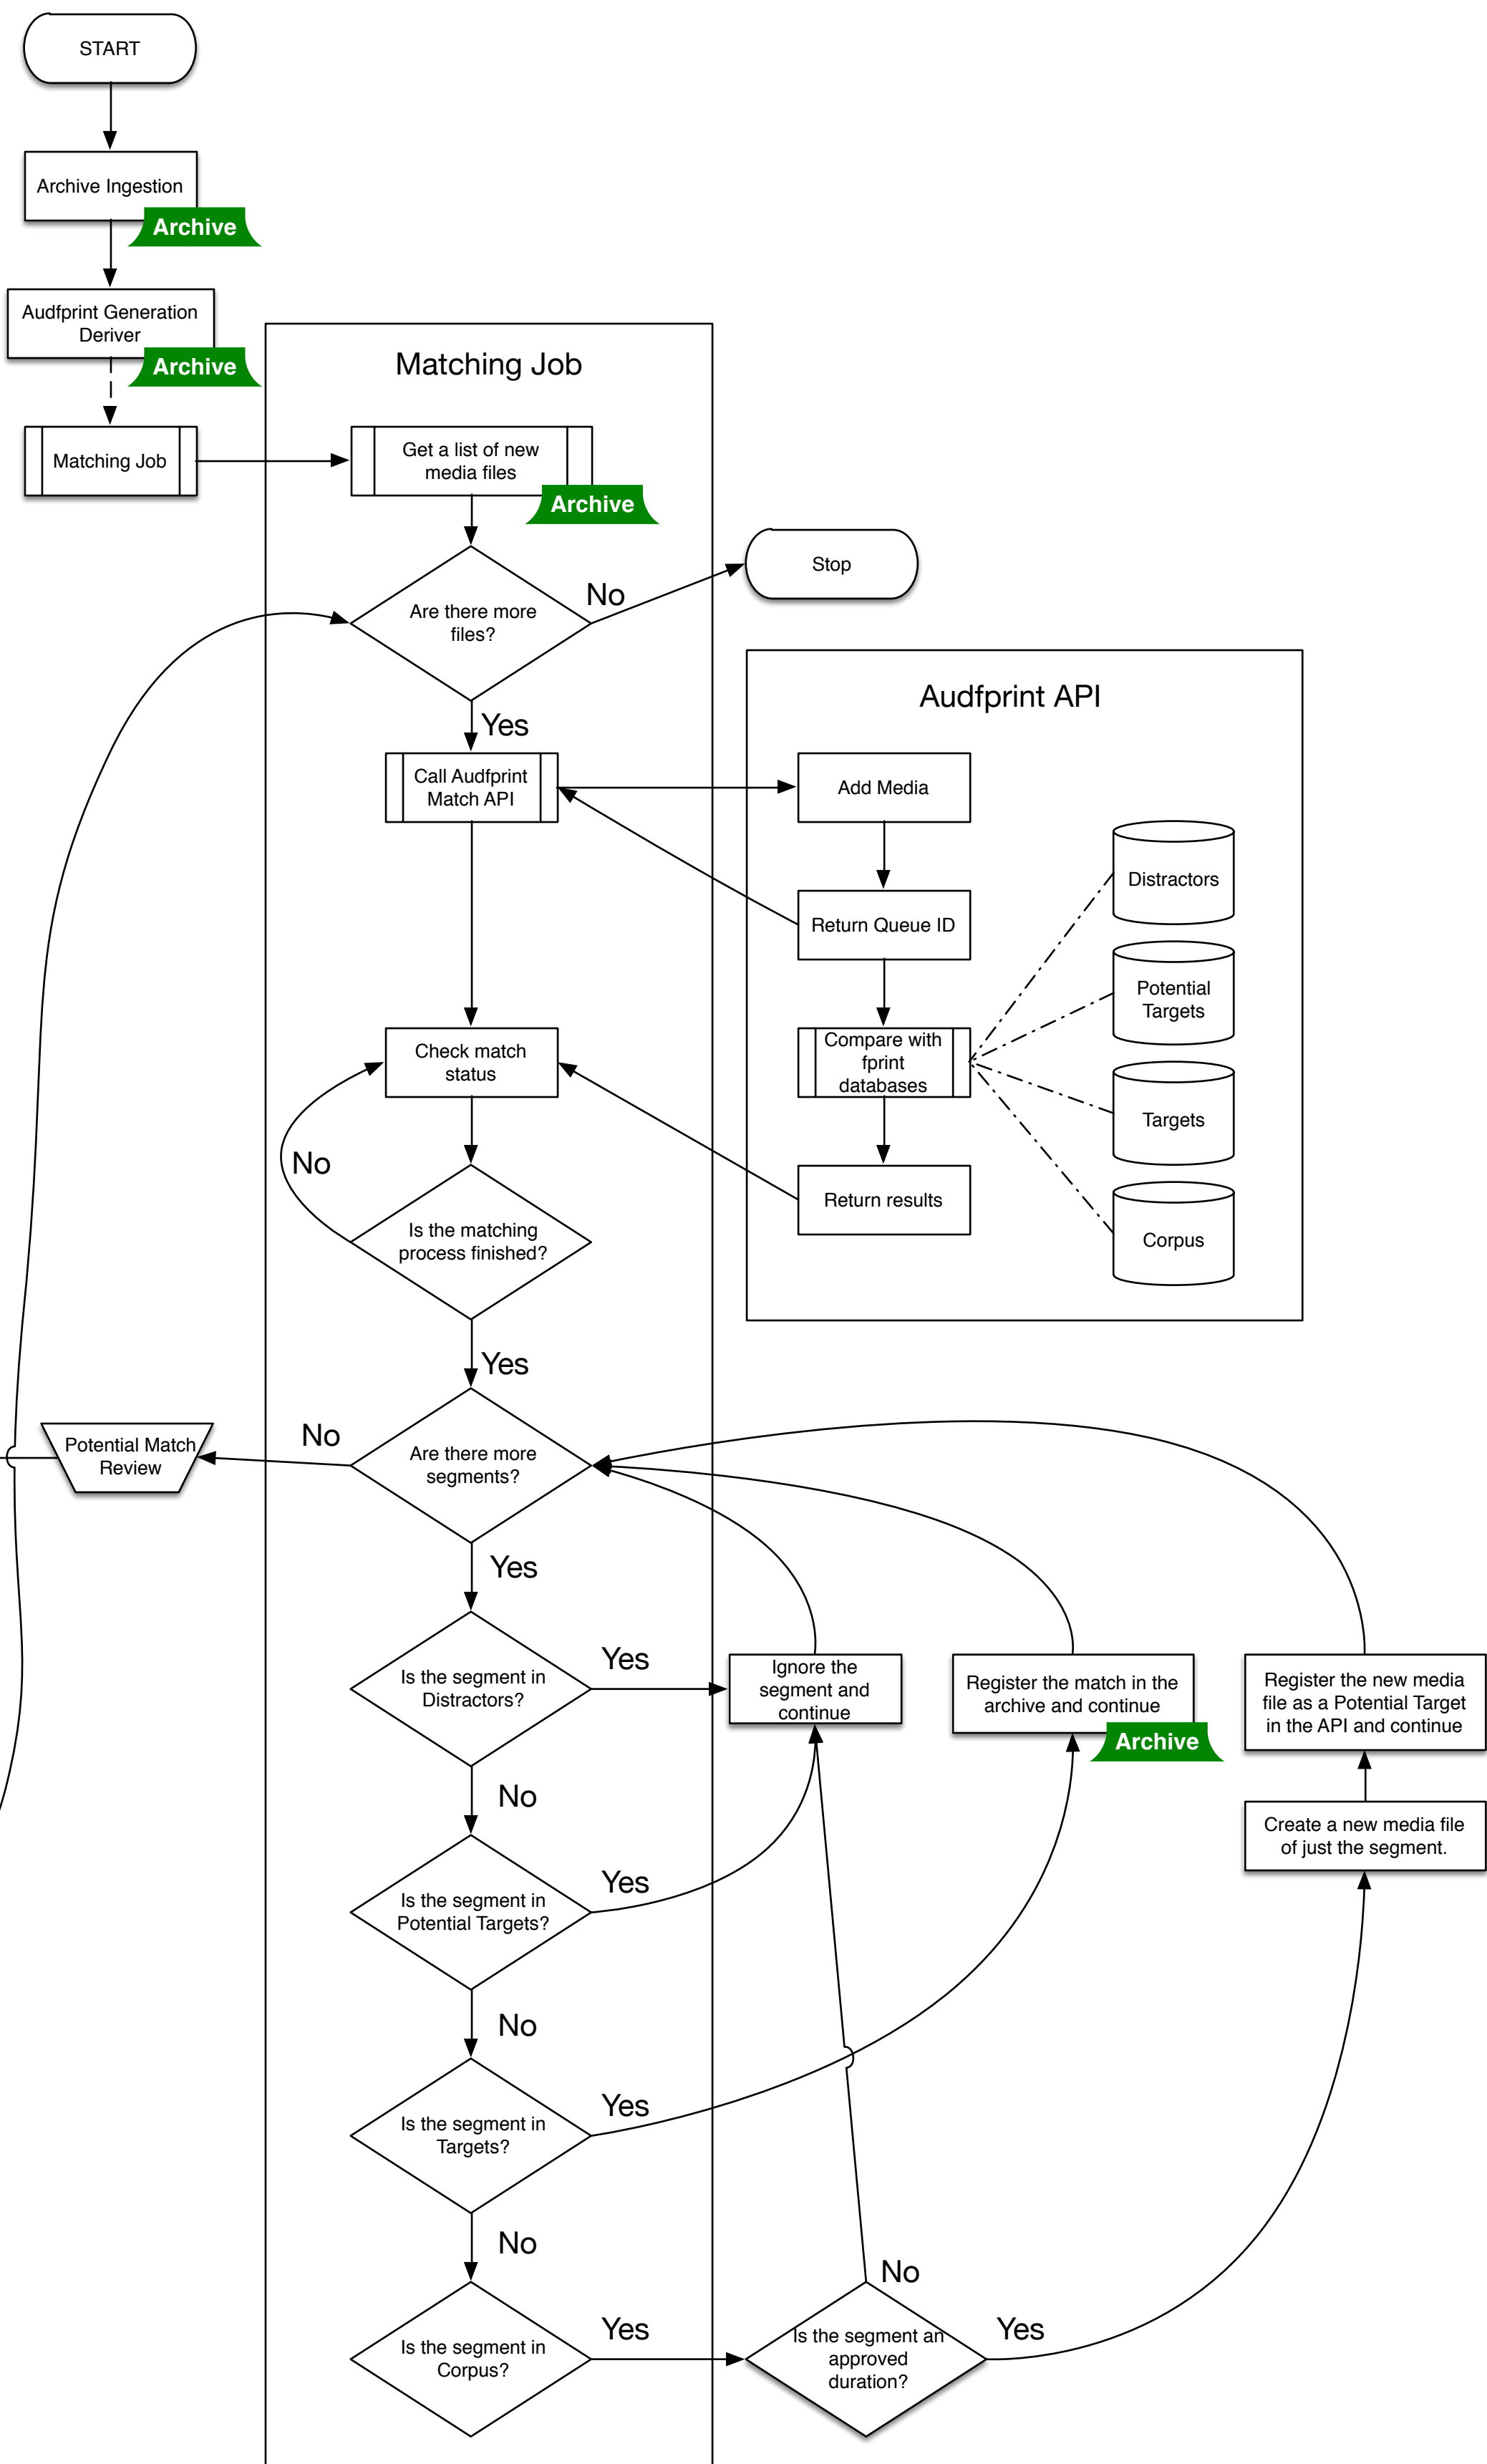 START
Archive Ingestion
Archive
Audfprint Generation
Deriver
Archive
Matching Job
Matching Job
Get a list of new
media files
Archive
Are there more
files?
No
Stop
Yes
Audfprint API
Call Audfprint
Match API
Add Media
Return Queue ID
Distractors
Potential
Targets
Compare with
fprint
databases
Targets
Return results
Corpus
Check match
status
No
Is the matching
process finished?
Yes
Are there more
segments?
No
Potential Match
Review
Yes
Is the segment in
Distractors?
Yes
Ignore the
segment and
continue
Register the match in the
archive and continue
Archive
Register the new media
file as a Potential Target
in the API and continue
Create a new media file
of just the segment.
No
Is the segment in
Potential Targets?
Yes
No
Is the segment in
Targets?
Yes
No
Is the segment in
Corpus?
Yes
Is the segment an
approved
duration?
No
Yes